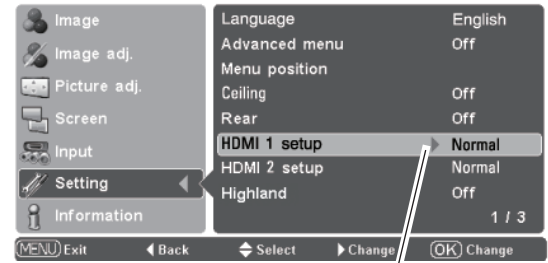 Image
Image adj.
Picture adj.
Screen
Input
Setting
Information
Language English
Advanced menu Off
Menu position
Ceiling Off
Rear Off
HDMI 1 setup Normal
HDMI 2 setup Normal
Highland Off
1 / 3
MENU Exit Back Select Change OK Change